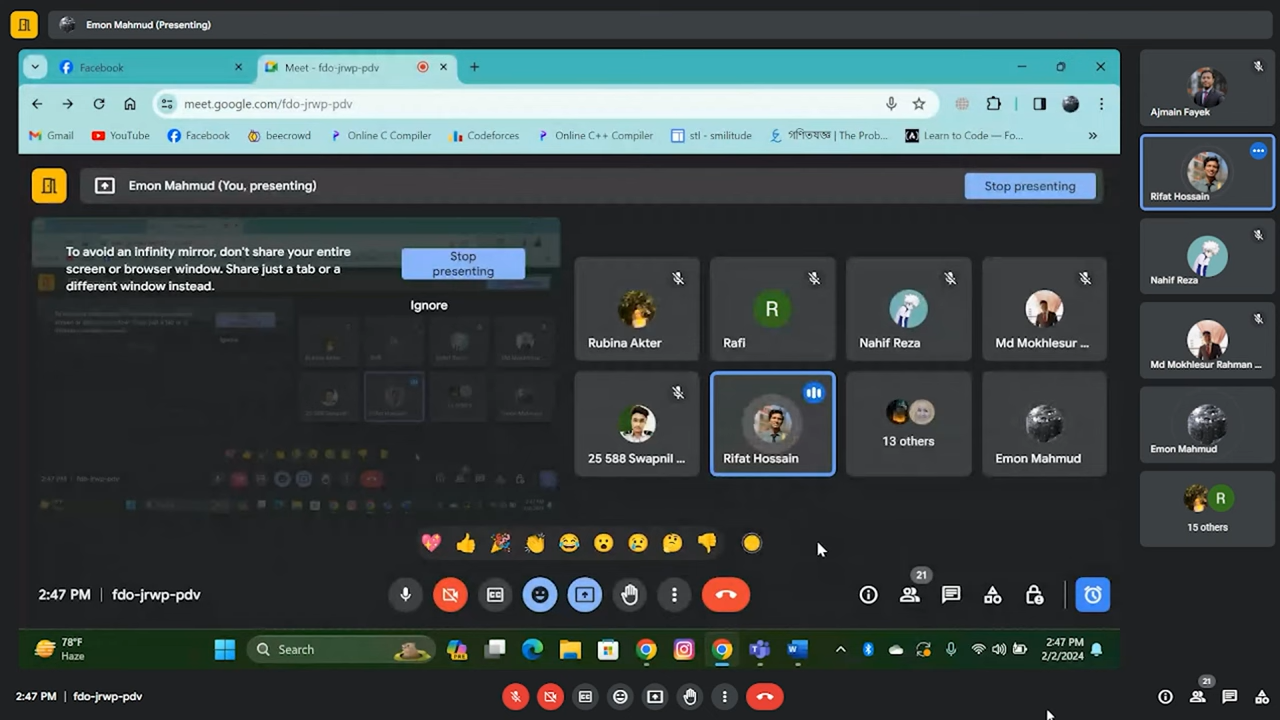 Emon Mahmud (Presenting)
Facebook
Meet - fdo-jrwp-pdv
meet.google.com/fdo-jrwp-pdv
Gmail
YouTube
Facebook
beecrowd
Online C Compiler
Codeforces
Online C++ Compiler
stl - smilitude
গণিতযজ্ঞ | The Prob...
Learn to Code — Fo...
Emon Mahmud (You, presenting)
Stop presenting
To avoid an infinity mirror, don't share your entire
screen or browser window. Share just a tab or a
different window instead.
Stop
presenting
Ignore
Rubina Akter
R
Rafi
Nahif Reza
Md Mokhlesur ...
25 588 Swapnil ...
Rifat Hossain
13 others
Emon Mahmud
2:47 PM | fdo-jrwp-pdv
21
78°F
Haze
Search
2:47 PM
2/2/2024
Ajmain Fayek
Rifat Hossain
Nahif Reza
Md Mokhlesur Rahman ...
Emon Mahmud
R
15 others
2:47 PM | fdo-jrwp-pdv
21